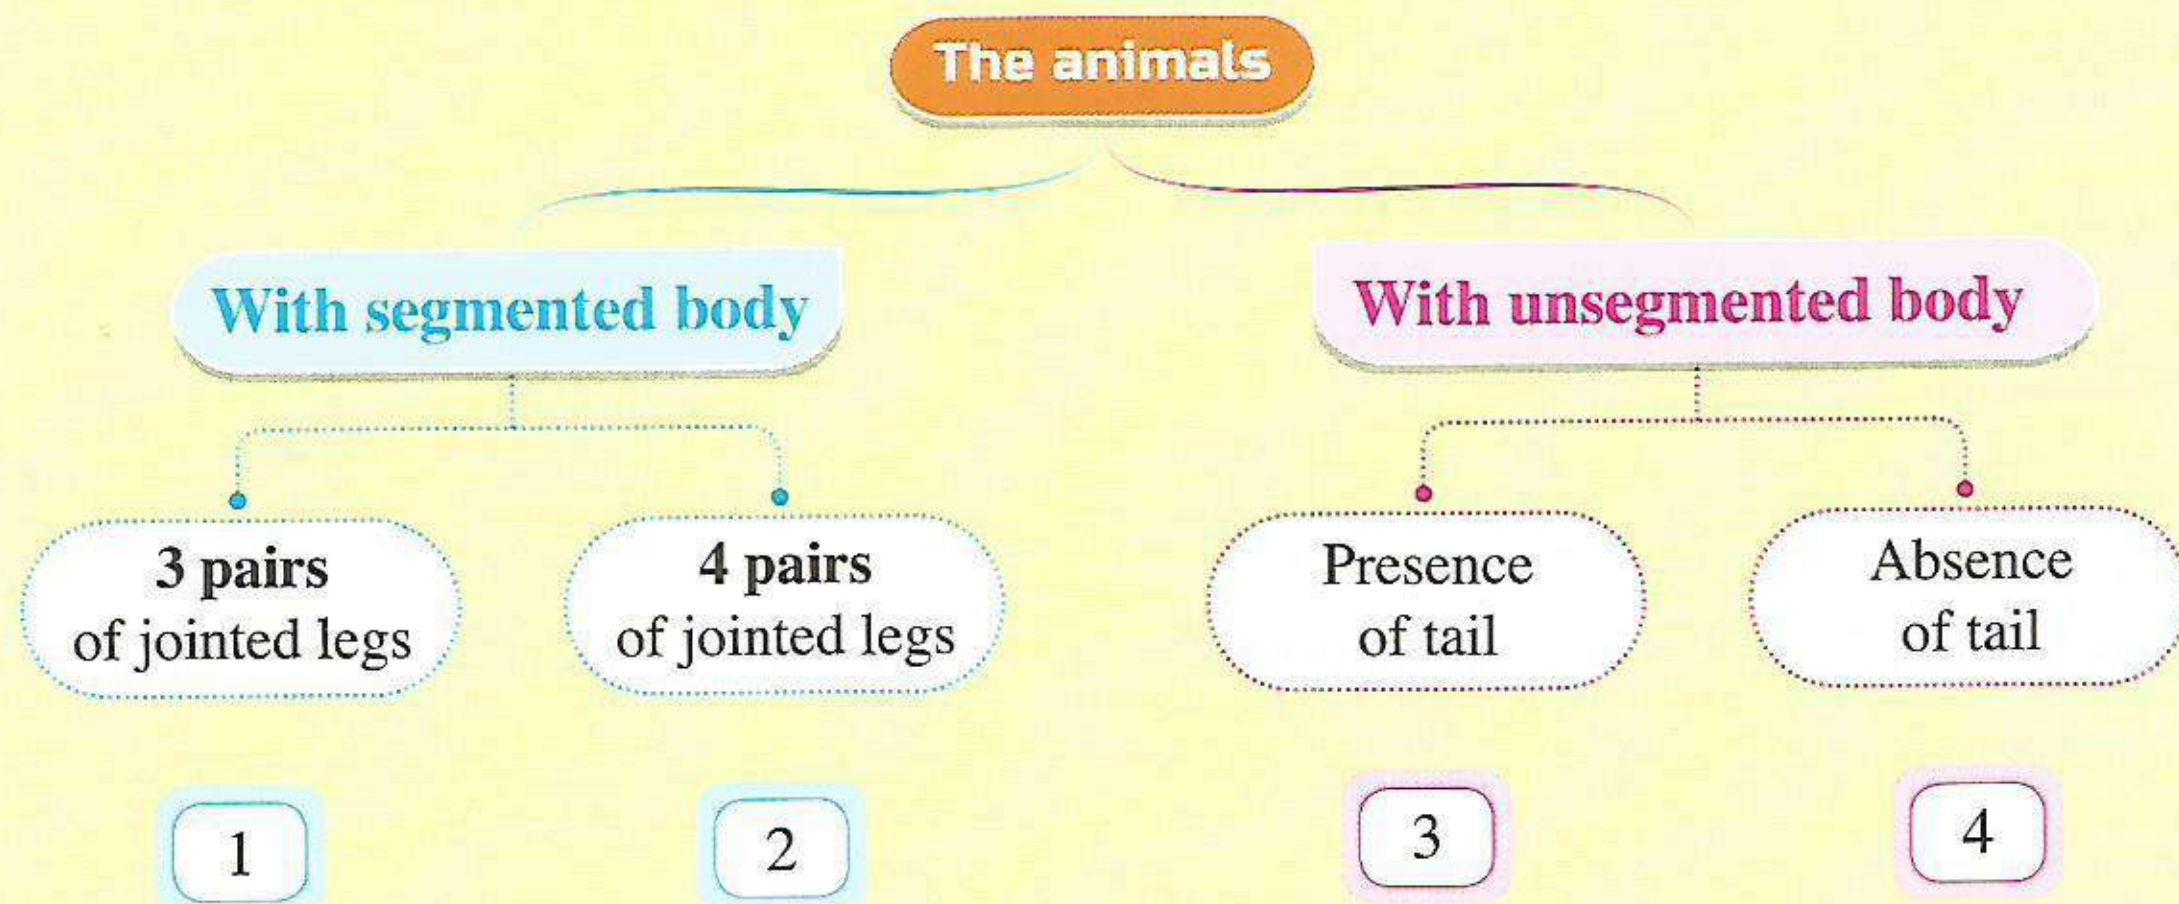 The animals
With segmented body
With unsegmented body
3 pairs
of jointed legs
4 pairs
of jointed legs
Presence
of tail
Absence
of tail
1
2
3
4